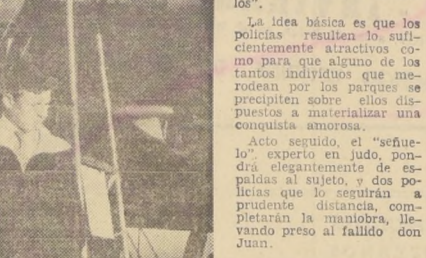 los".
La idea básica es que los
policías resulten lo sufi-
cientemente atractivos co-
mo para que alguno de los
tantos individuos que me-
rodean por los parques se
precipiten sobre ellos dis-
puestos a materializar una
conquista amorosa.
Acto seguido, el "señue-
lo", experto en judo, pon-
drá elegantemente de es-
paldas al sujeto, y dos po-
licías que lo seguirán a
prudente distancia, com-
pletarán la maniobra, lle-
vando preso al fallido don
Juan.